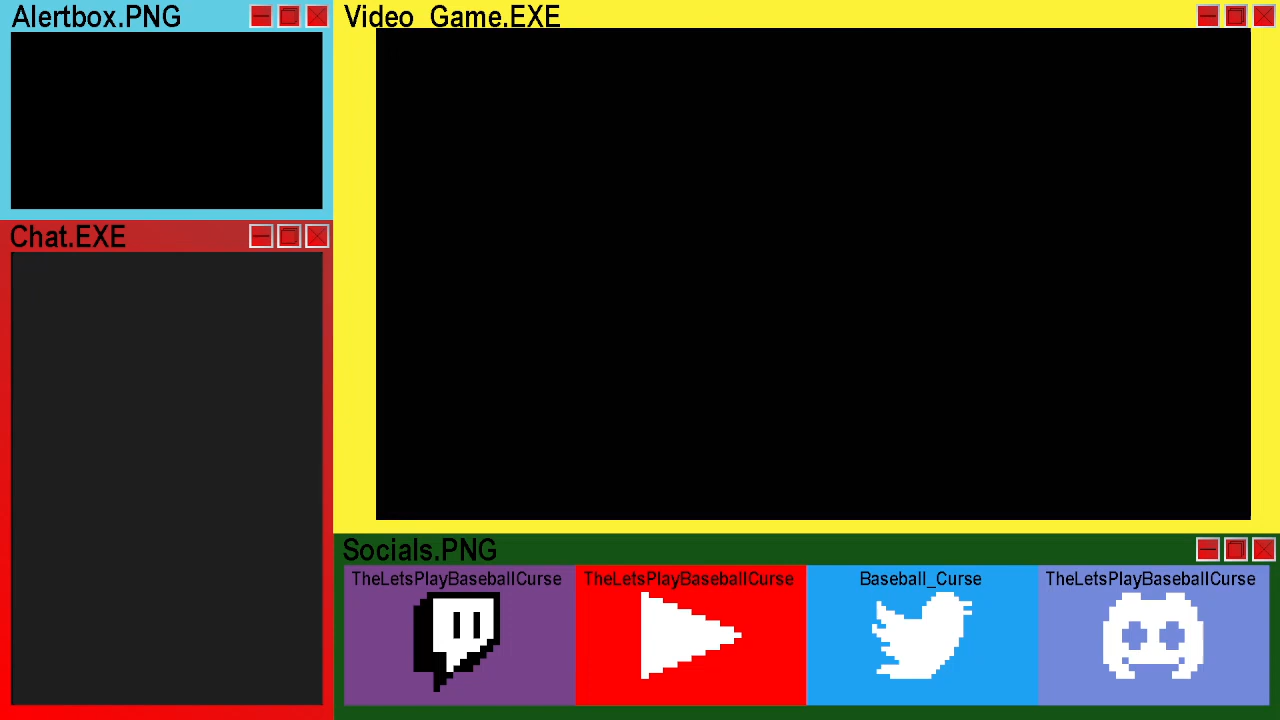 Alertbox.PNG
Video Game.EXE
Chat.EXE
Socials.PNG
TheLetsPlayBaseballCurse
TheLetsPlayBaseballCurse
Baseball_Curse
TheLetsPlayBaseballCurse